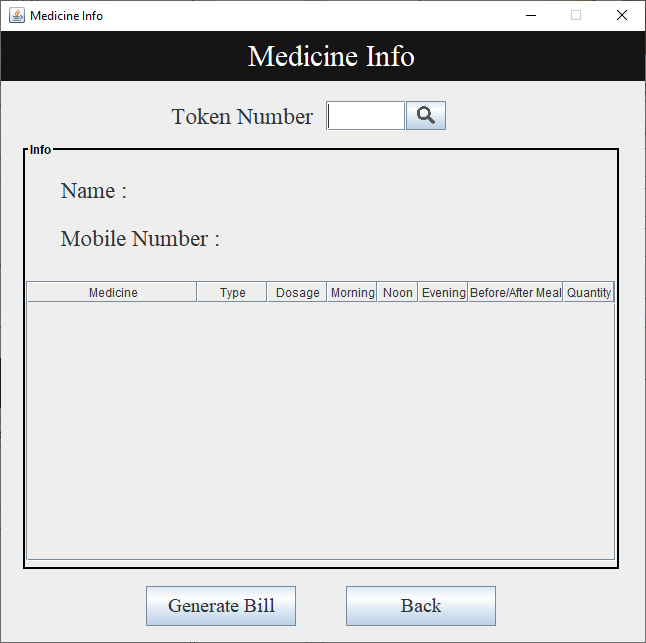 Medicine Info
Medicine Info
Token Number
Info
Name :
Mobile Number :
Medicine Type Dosage Morning Noon Evening Before/After Meal Quantity
Generate Bill Back